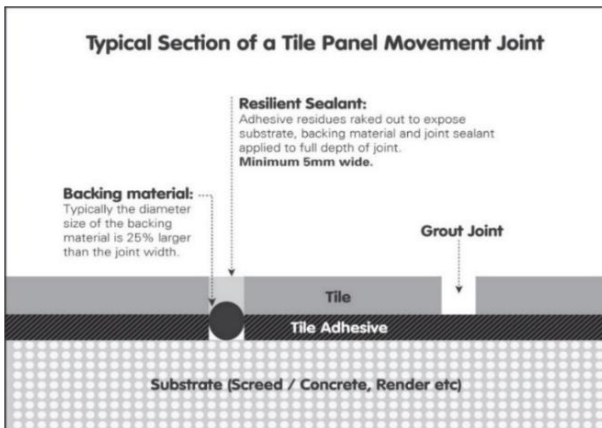 Typical Section of a Tile Panel Movement Joint
Resilient Sealant:
Adhesive residues raked out to expose
substrate, backing material and joint sealant
applied to full depth of joint.
Minimum 5mm wide.
Backing material:
Typically the diameter
size of the backing
material is 25% larger
than the joint width.
Grout Joint
Tile
Tile Adhesive
Substrate (Screed / Concrete, Render etc)